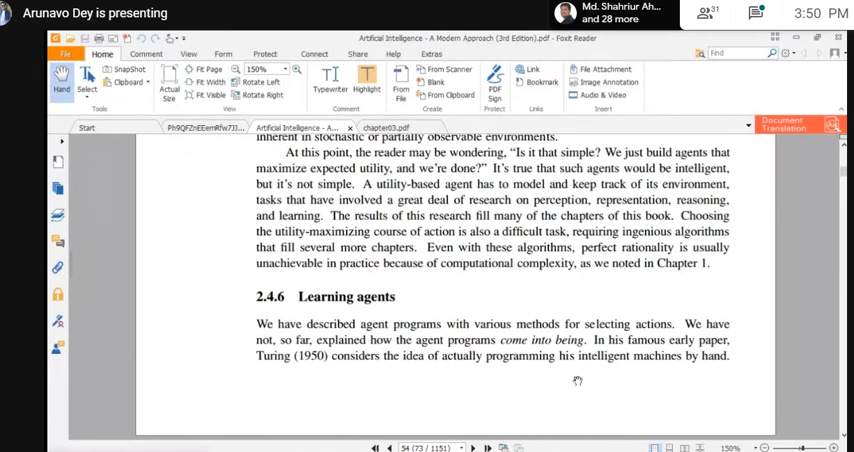 Arunavo Dey is presenting
Md. Shahriur Ah...
and 28 more
31
3:50 PM
Artificial Intelligence - A Modern Approach (3rd Edition).pdf - Foxit Reader
File Home Comment View Form Protect Connect Share Help Extras
Find
Hand
Select
SnapShot
Clipboard
Tools
Actual
Size
Fit Page
Fit Width
Fit Visible
150%
Rotate Left
Rotate Right
View
Typewriter
Highlight
Comment
From
File
From Scanner
Blank
From Clipboard
Create
PDF
Sign
Protect
Link
Bookmark
Links
File Attachment
Image Annotation
Audio & Video
Insert
Start
Artificial Intelligence - A...
chapter03.pdf
Document
Translation
inherent in stochastic or partially observable environments.
At this point, the reader may be wondering, “Is it that simple? We just build agents that
maximize expected utility, and we’re done?” It’s true that such agents would be intelligent,
but it’s not simple. A utility-based agent has to model and keep track of its environment,
tasks that have involved a great deal of research on perception, representation, reasoning,
and learning. The results of this research fill many of the chapters of this book. Choosing
the utility-maximizing course of action is also a difficult task, requiring ingenious algorithms
that fill several more chapters. Even with these algorithms, perfect rationality is usually
unachievable in practice because of computational complexity, as we noted in Chapter 1.
2.4.6 Learning agents
We have described agent programs with various methods for selecting actions. We have
not, so far, explained how the agent programs come into being. In his famous early paper,
Turing (1950) considers the idea of actually programming his intelligent machines by hand.
54 (73 / 1151)
150%